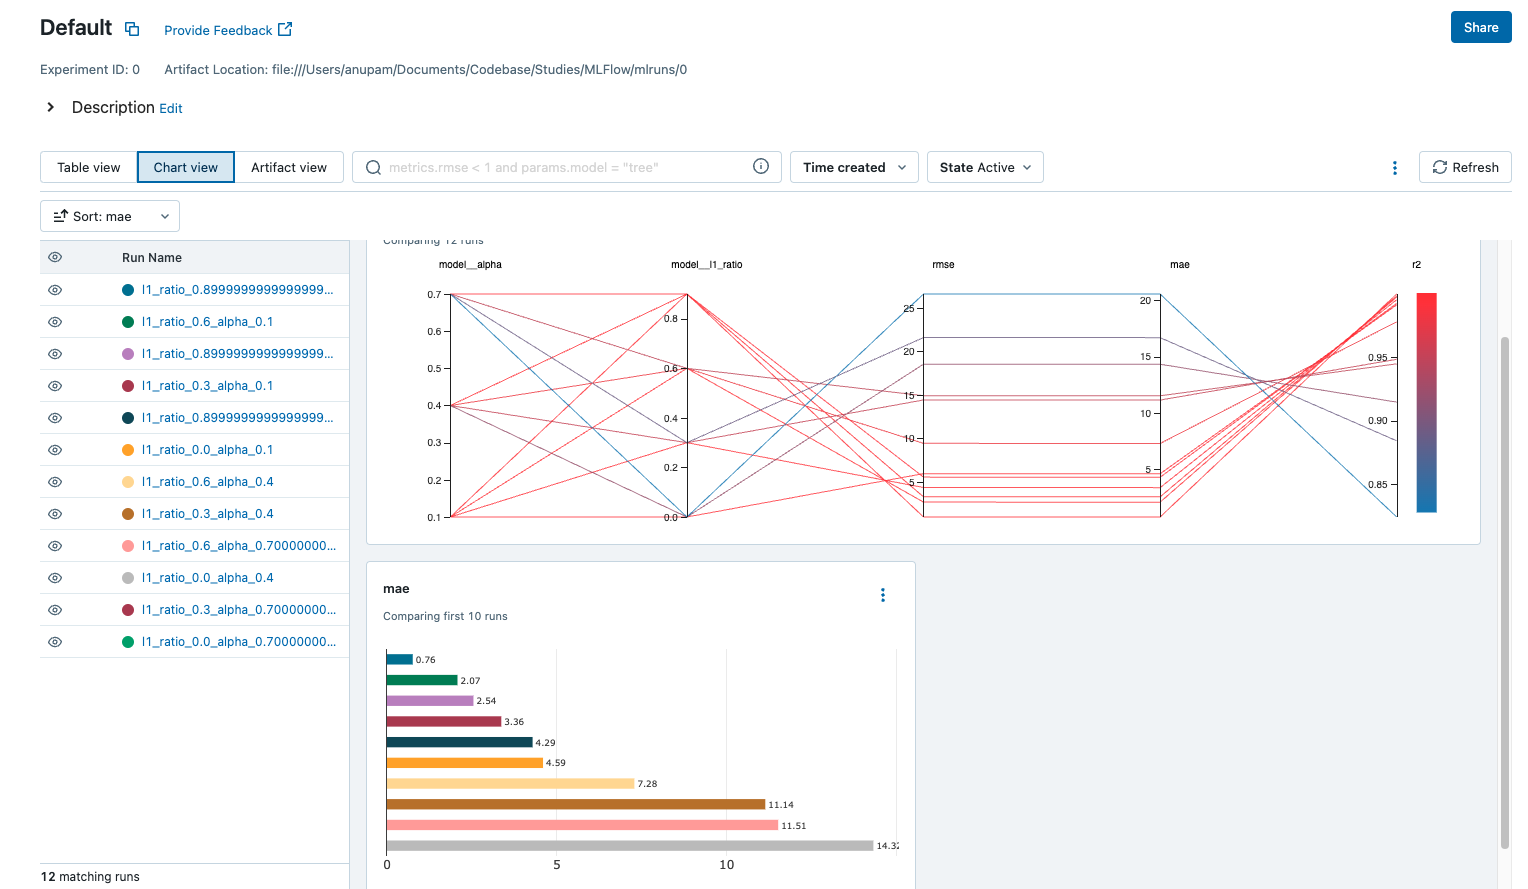 Default
Provide Feedback
Share
Experiment ID: 0
Artifact Location: file:///Users/anupam/Documents/Codebase/Studies/MLFlow/mlruns/0
Description Edit
Table view
Chart view
Artifact view
metrics.rmse < 1 and params.model = "tree"
Time created
State Active
Refresh
Sort: mae
Run Name
l1_ratio_0.8999999999999999...
l1_ratio_0.6_alpha_0.1
l1_ratio_0.8999999999999999...
l1_ratio_0.3_alpha_0.1
l1_ratio_0.8999999999999999...
l1_ratio_0.0_alpha_0.1
l1_ratio_0.6_alpha_0.4
l1_ratio_0.3_alpha_0.4
l1_ratio_0.6_alpha_0.70000000...
l1_ratio_0.0_alpha_0.4
l1_ratio_0.3_alpha_0.70000000...
l1_ratio_0.0_alpha_0.70000000...
12 matching runs
Comparing 12 runs
model__alpha
model__l1_ratio
rmse
mae
r2
0.7
0.6
0.5
0.4
0.3
0.2
0.1
0.8
0.6
0.4
0.2
0.0
25
20
15
10
5
20
15
10
5
0.95
0.90
0.85
mae
Comparing first 10 runs
0.76
2.07
2.54
3.36
4.29
4.59
7.28
11.14
11.51
14.32
0
5
10